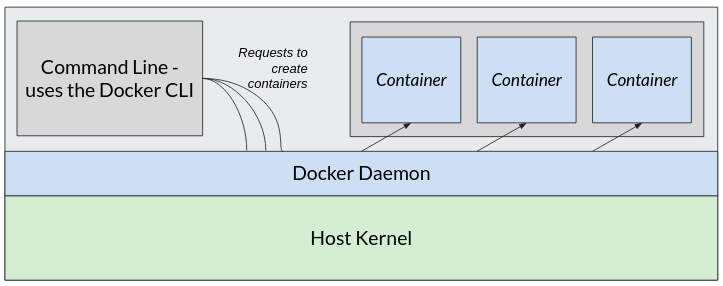 Command Line -
uses the Docker CLI
Requests to
create
containers
Container
Container
Container
Docker Daemon
Host Kernel